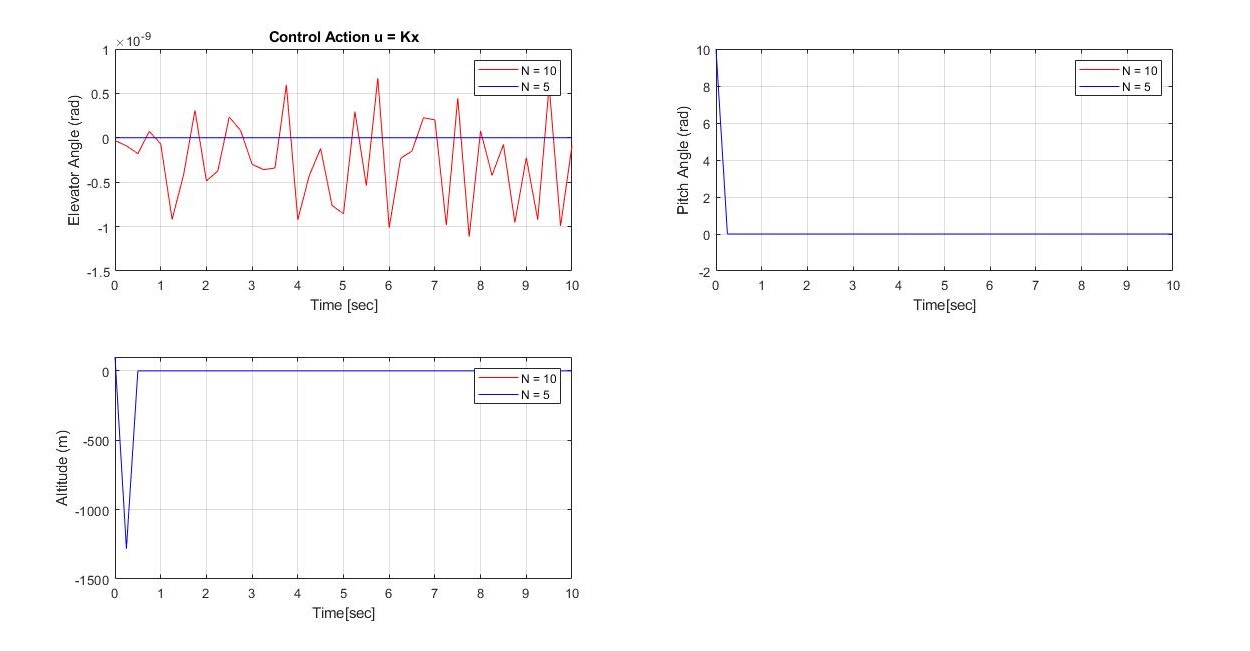 ×10-9
Control Action u = Kx
1
0.5
0
-0.5
-1
-1.5
Elevator Angle (rad)
N = 10
N = 5
0 1 2 3 4 5 6 7 8 9 10
Time [sec]
10
8
6
4
2
0
-2
Pitch Angle (rad)
N = 10
N = 5
0 1 2 3 4 5 6 7 8 9 10
Time[sec]
0
-500
-1000
-1500
Altitude (m)
N = 10
N = 5
0 1 2 3 4 5 6 7 8 9 10
Time[sec]